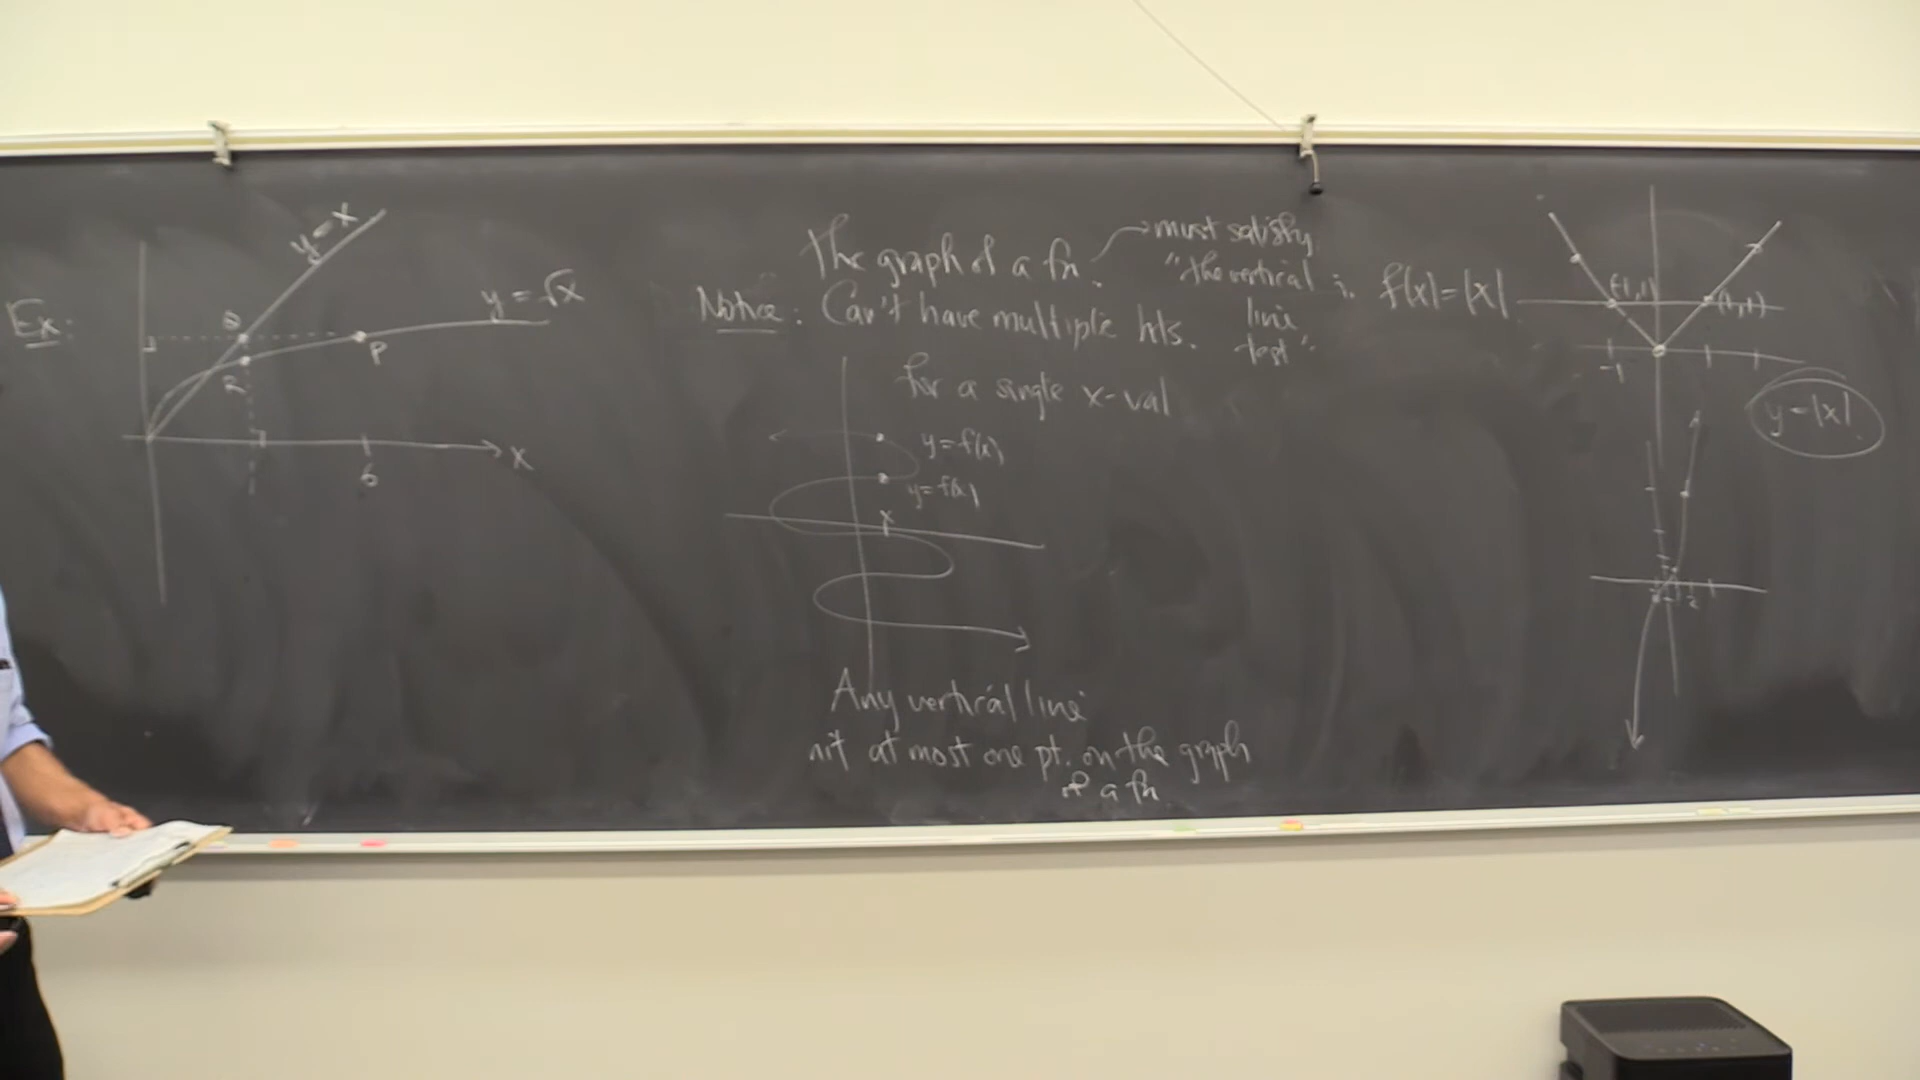 Ex:
y = x
y = √x
Q
P
R
x
6
The graph of a fn.
must satisfy
"the vertical
line
test".
Notice: Can't have multiple hts.
for a single x-val
y = f(x)
y = f(x)
x
Any vertical line
hit at most one pt. on the graph
of a fn
i. f(x) = |x|
(-1,1)
(1,1)
-1
y = |x|
2